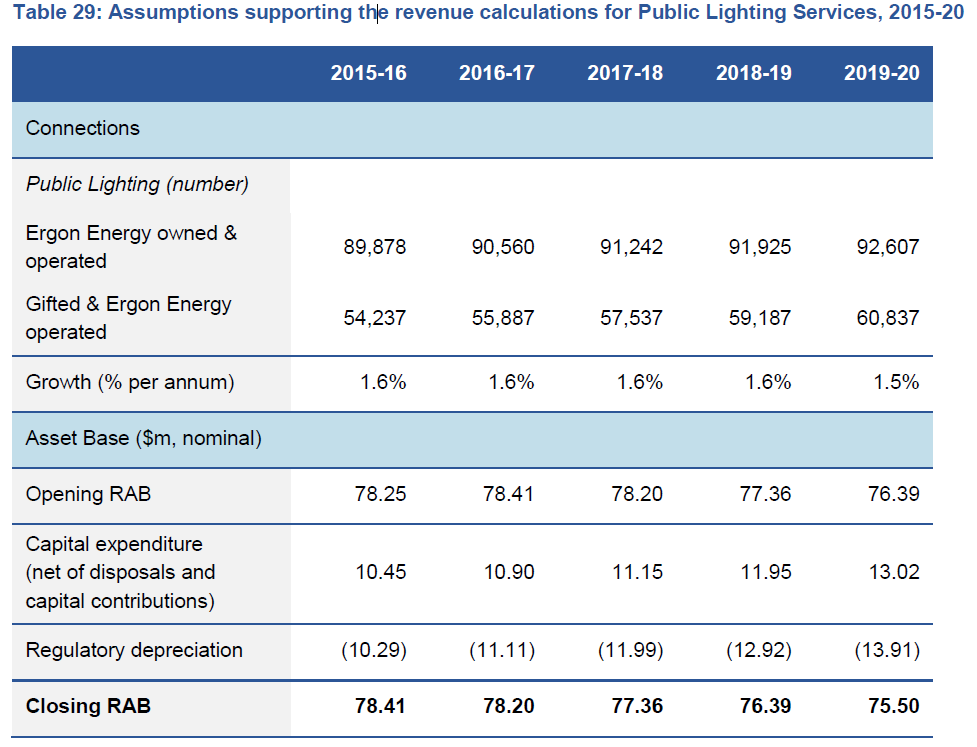 Table 29: Assumptions supporting the revenue calculations for Public Lighting Services, 2015-20
2015-16 2016-17 2017-18 2018-19 2019-20
Connections
Public Lighting (number)
Ergon Energy owned &
operated
89,878 90,560 91,242 91,925 92,607
Gifted & Ergon Energy
operated
54,237 55,887 57,537 59,187 60,837
Growth (% per annum) 1.6% 1.6% 1.6% 1.6% 1.5%
Asset Base ($m, nominal)
Opening RAB 78.25 78.41 78.20 77.36 76.39
Capital expenditure
(net of disposals and
capital contributions)
10.45 10.90 11.15 11.95 13.02
Regulatory depreciation (10.29) (11.11) (11.99) (12.92) (13.91)
Closing RAB 78.41 78.20 77.36 76.39 75.50